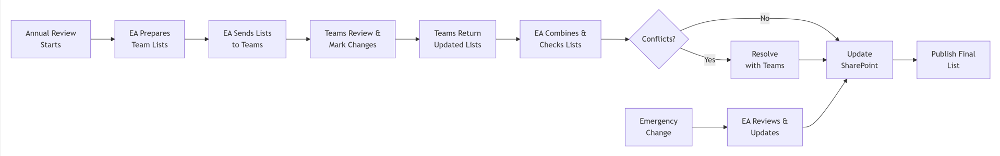 Annual Review
Starts
EA Prepares
Team Lists
EA Sends Lists
to Teams
Teams Review &
Mark Changes
Teams Return
Updated Lists
EA Combines &
Checks Lists
Conflicts?
No
Yes
Resolve
with Teams
Update
SharePoint
Publish Final
List
Emergency
Change
EA Reviews &
Updates